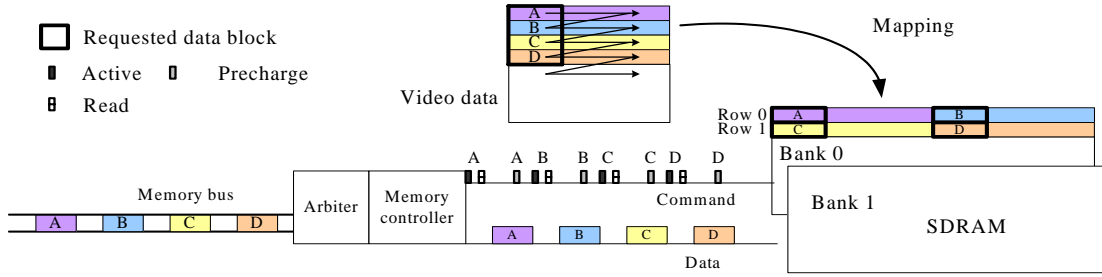 Requested data block
Active
Precharge
Read
A
B
C
D
Video data
Mapping
Row 0
Row 1
A
B
C
D
Bank 0
Bank 1
SDRAM
Memory bus
A
B
C
D
Arbiter
Memory
controller
A A B B C C D D
Command
A
B
C
D
Data